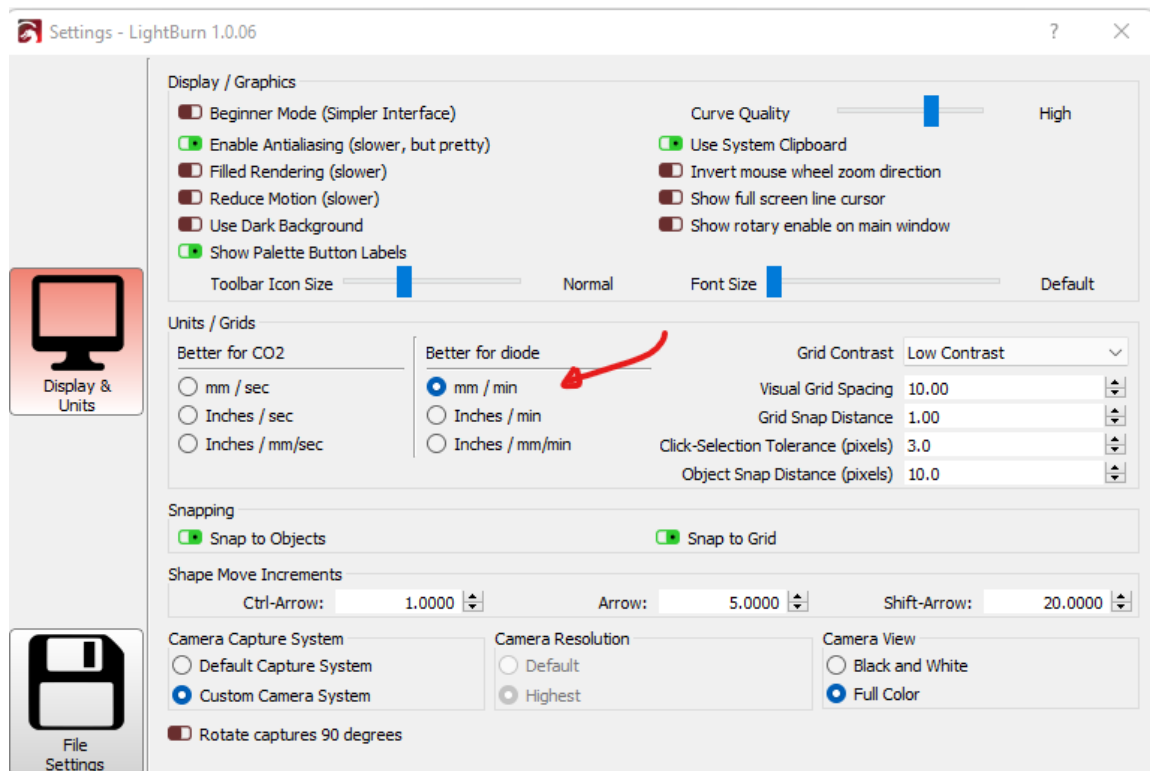 Settings - LightBurn 1.0.06
Display / Graphics
Beginner Mode (Simpler Interface)
Curve Quality
High
Enable Antialiasing (slower, but pretty)
Use System Clipboard
Filled Rendering (slower)
Invert mouse wheel zoom direction
Reduce Motion (slower)
Show full screen line cursor
Use Dark Background
Show rotary enable on main window
Show Palette Button Labels
Toolbar Icon Size
Normal
Font Size
Default
Units / Grids
Better for CO2
Better for diode
Grid Contrast
Low Contrast
mm / sec
mm / min
Visual Grid Spacing
10.00
Inches / sec
Inches / min
Grid Snap Distance
1.00
Inches / mm/sec
Inches / mm/min
Click-Selection Tolerance (pixels)
3.0
Object Snap Distance (pixels)
10.0
Display &
Units
Snapping
Snap to Objects
Snap to Grid
Shape Move Increments
Ctrl-Arrow:
1.0000
Arrow:
5.0000
Shift-Arrow:
20.0000
Camera Capture System
Camera Resolution
Camera View
Default Capture System
Default
Black and White
Custom Camera System
Highest
Full Color
Rotate captures 90 degrees
File
Settings